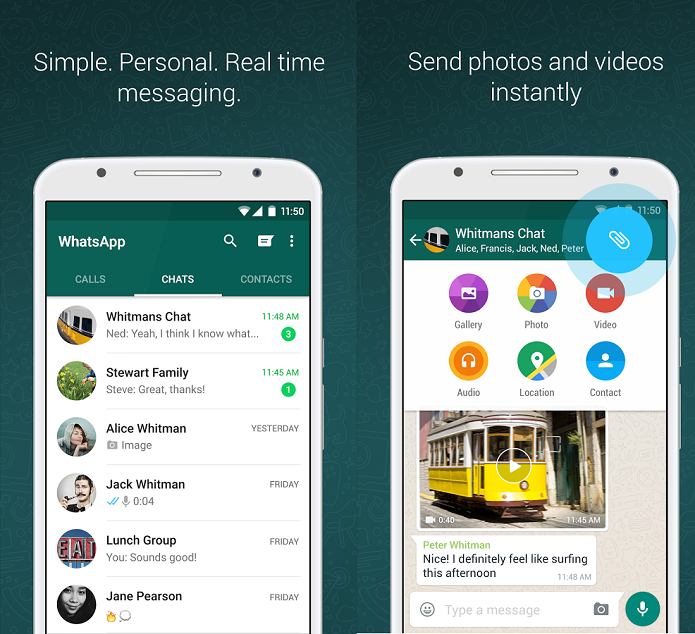 Simple. Personal. Real time
messaging.
11:50
WhatsApp
CALLS
CHATS
CONTACTS
Whitmans Chat
11:48 AM
Ned: Yeah, I think I know what...
3
Stewart Family
11:45 AM
Steve: Great, thanks!
1
Alice Whitman
YESTERDAY
Image
Jack Whitman
FRIDAY
0:04
Lunch Group
FRIDAY
You: Sounds good!
EAT
Jane Pearson
FRIDAY
Send photos and videos
instantly
11:50
Whitmans Chat
Alice, Francis, Jack, Ned, Peter
Gallery
Photo
Video
Audio
Location
Contact
0:40
11:45 AM
Peter Whitman
Nice! I definitely feel like surfing
this afternoon
11:48 AM
Type a message